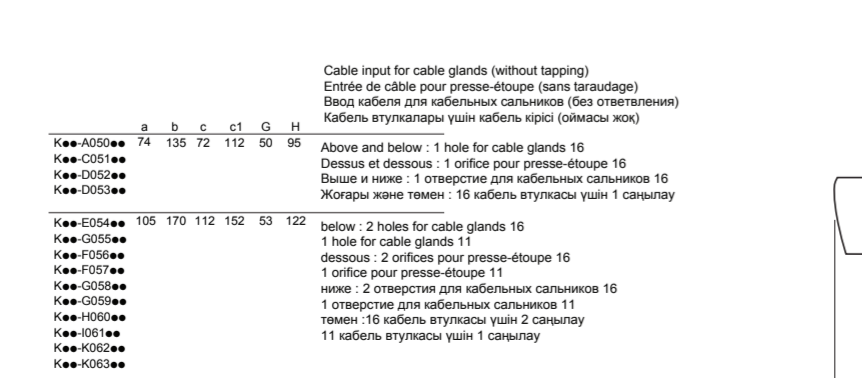 Cable input for cable glands (without tapping)
Entrée de câble pour presse-étoupe (sans taraudage)
Ввод кабеля для кабельных сальников (без ответвления)
Кабель втулкалары үшін кабель кірісі (оймасы жоқ)
a b c c1 G H
K●●-A050●● 74 135 72 112 50 95
K●●-C051●●
K●●-D052●●
K●●-D053●●
Above and below : 1 hole for cable glands 16
Dessus et dessous : 1 orifice pour presse-étoupe 16
Выше и ниже : 1 отверстие для кабельных сальников 16
Жоғары және төмен : 16 кабель втулкасы үшін 1 саңылау
K●●-E054●● 105 170 112 152 53 122
K●●-G055●●
K●●-F056●●
K●●-F057●●
K●●-G058●●
K●●-G059●●
K●●-H060●●
K●●-I061●●
K●●-K062●●
K●●-K063●●
below : 2 holes for cable glands 16
1 hole for cable glands 11
dessous : 2 orifices pour presse-étoupe 16
1 orifice pour presse-étoupe 11
ниже : 2 отверстия для кабельных сальников 16
1 отверстие для кабельных сальников 11
төмен :16 кабель втулкасы үшін 2 саңылау
11 кабель втулкасы үшін 1 саңылау